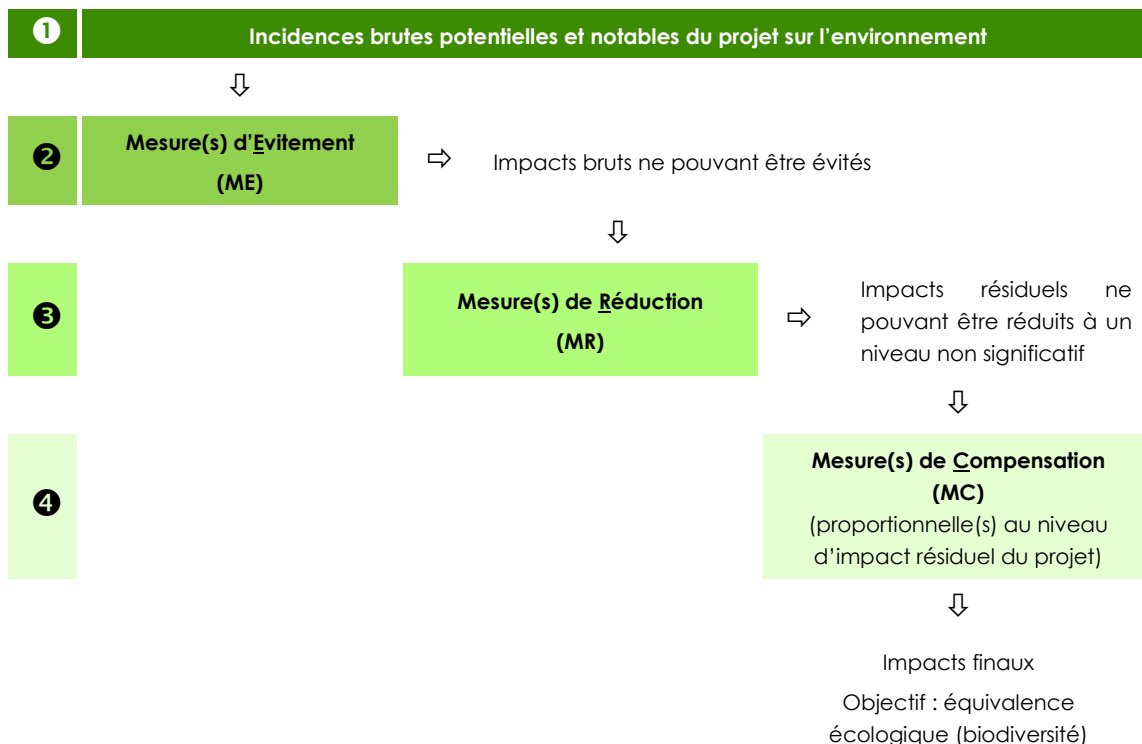 ❶ Incidences brutes potentielles et notables du projet sur l'environnement
⇩
❷ Mesure(s) d'Evitement
(ME)
⇨ Impacts bruts ne pouvant être évités
⇩
❸ Mesure(s) de Réduction
(MR)
⇨ Impacts résiduels ne
pouvant être réduits à un
niveau non significatif
⇩
❹ Mesure(s) de Compensation
(MC)
(proportionnelle(s) au niveau
d'impact résiduel du projet)
⇩
Impacts finaux
Objectif : équivalence
écologique (biodiversité)